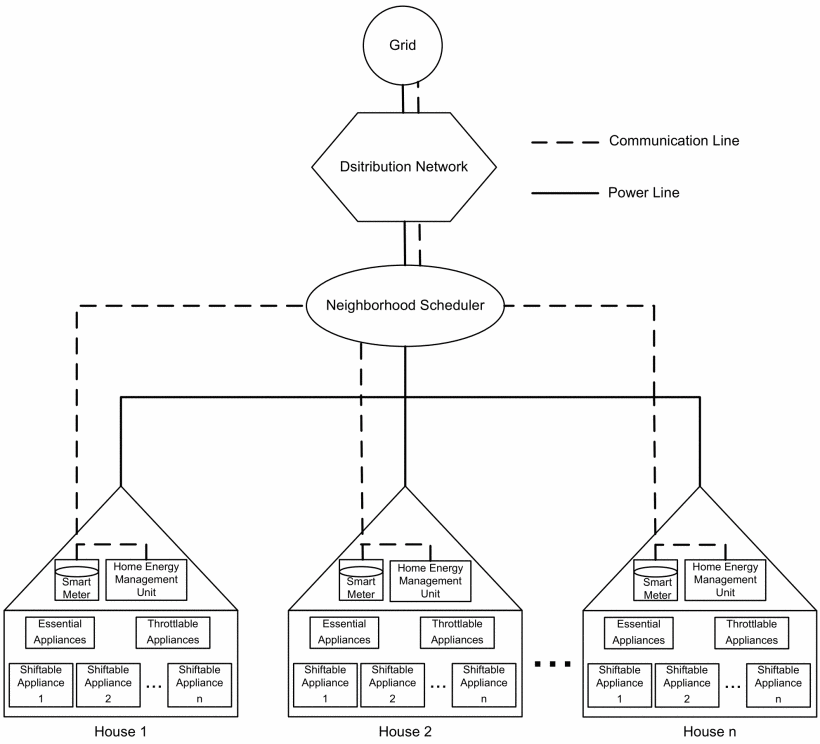 Grid
Dsitribution Network
Communication Line
Power Line
Neighborhood Scheduler
Smart
Meter
Home Energy
Management
Unit
Essential
Appliances
Throttlable
Appliances
Shiftable
Appliance
1
Shiftable
Appliance
2
...
Shiftable
Appliance
n
House 1
Smart
Meter
Home Energy
Management
Unit
Essential
Appliances
Throttlable
Appliances
Shiftable
Appliance
1
Shiftable
Appliance
2
...
Shiftable
Appliance
n
House 2
...
Smart
Meter
Home Energy
Management
Unit
Essential
Appliances
Throttlable
Appliances
Shiftable
Appliance
1
Shiftable
Appliance
2
...
Shiftable
Appliance
n
House n